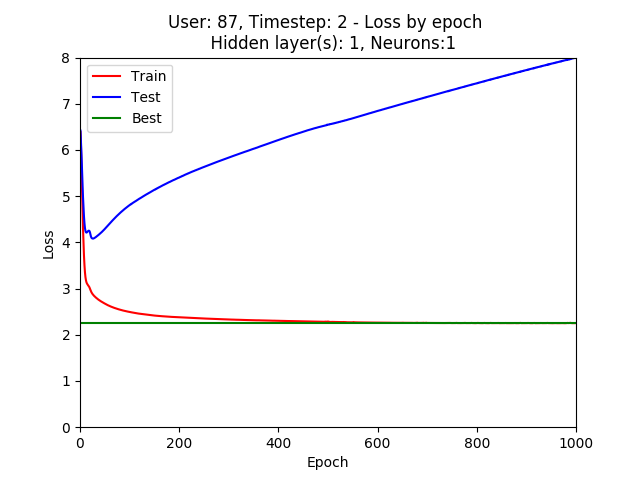 User: 87, Timestep: 2 - Loss by epoch
Hidden layer(s): 1, Neurons:1
8
7
6
5
4
3
2
1
0
Loss
Train
Test
Best
0 200 400 600 800 1000
Epoch